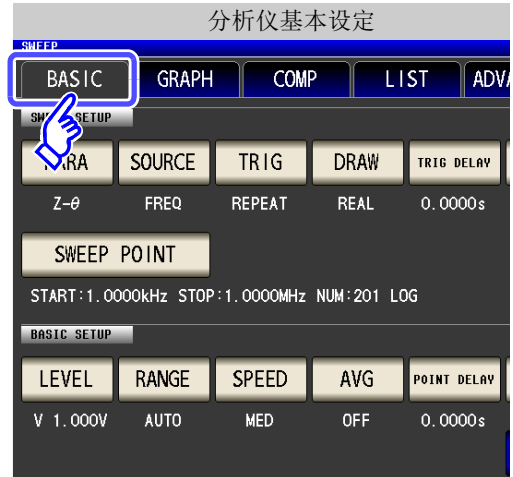 分析仪基本设定
SWEEP
BASIC GRAPH COMP LIST
SETUP
SOURCE TRIG DRAW TRIG DELAY
Z-θ FREQ REPEAT REAL 0.0000s
SWEEP POINT
START:1.0000kHz STOP:1.0000MHz NUM:201 LOG
BASIC SETUP
LEVEL RANGE SPEED AVG POINT DELAY
V 1.000V AUTO MED OFF 0.0000s